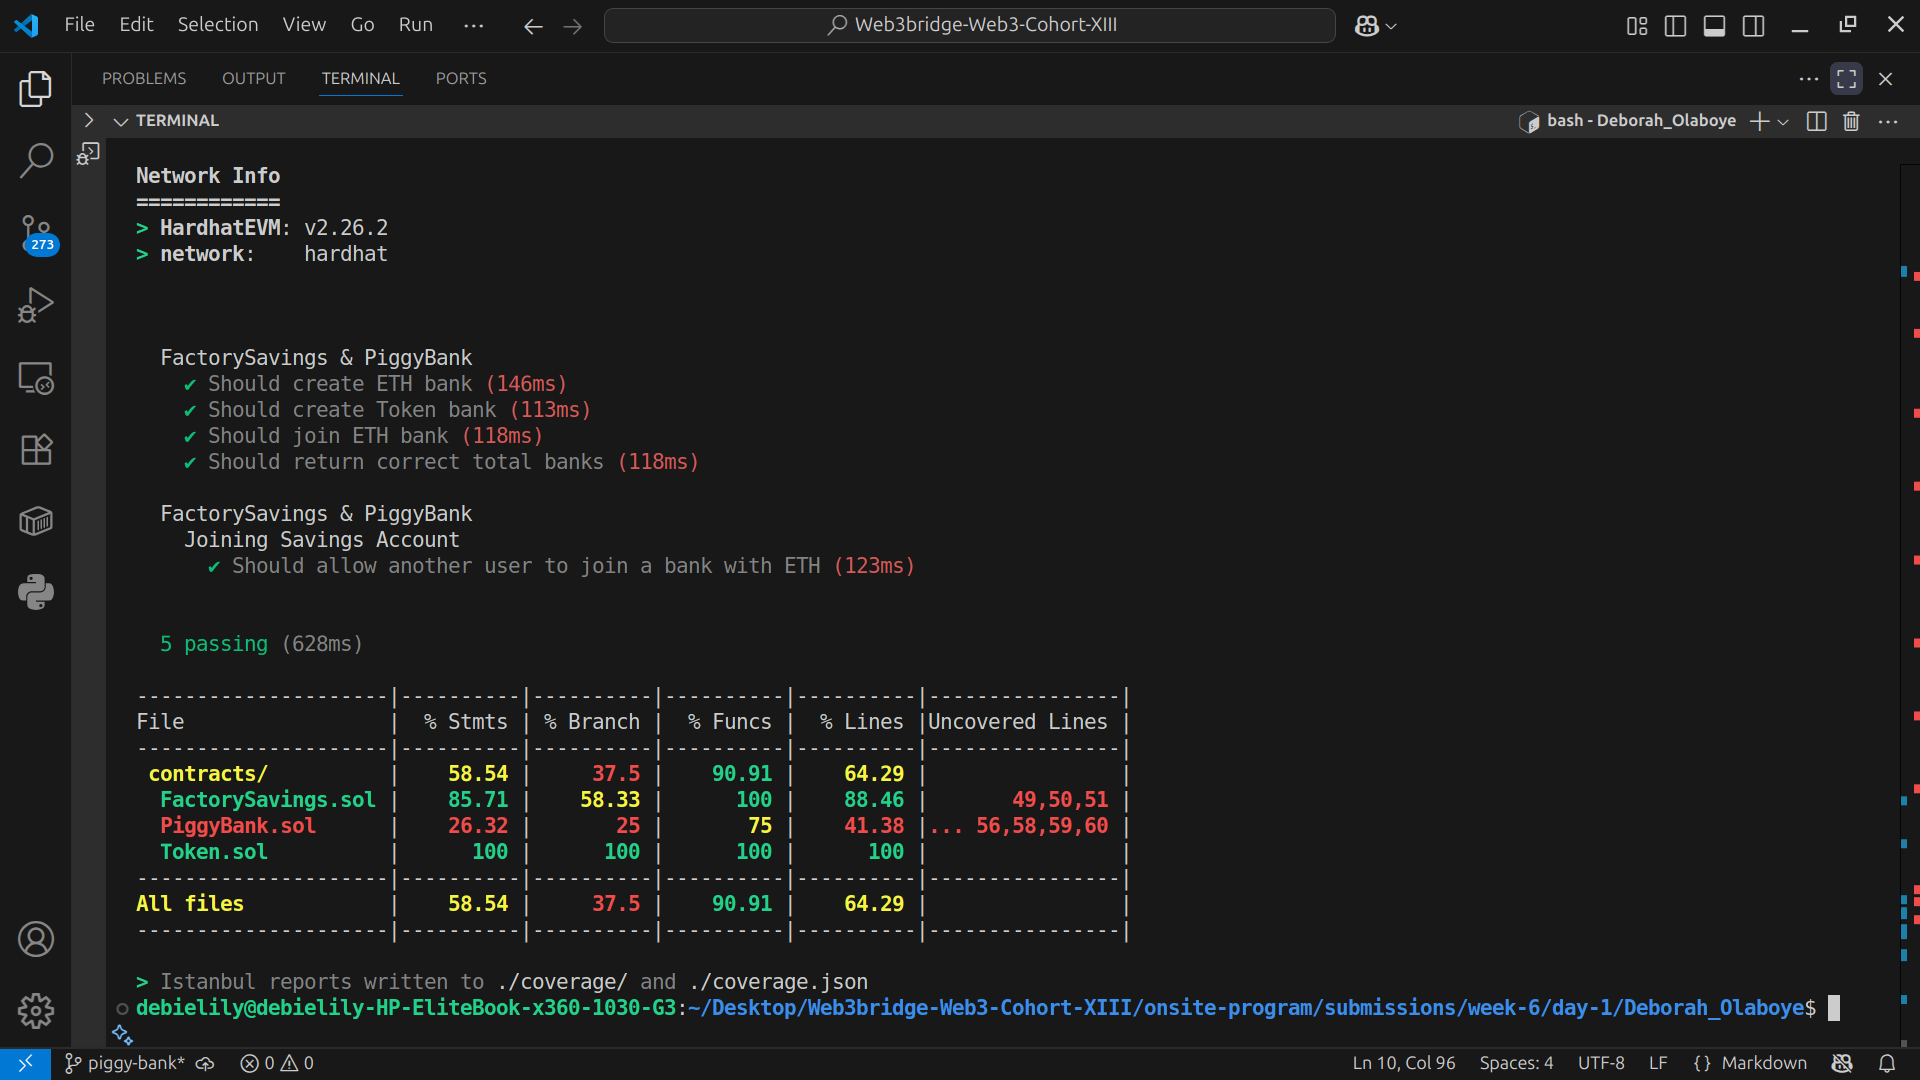 File Edit Selection View Go Run ··· Web3bridge-Web3-Cohort-XIII
PROBLEMS OUTPUT TERMINAL PORTS
TERMINAL bash - Deborah_Olaboye
273
Network Info
============
> HardhatEVM: v2.26.2
> network:    hardhat
FactorySavings & PiggyBank
✔ Should create ETH bank (146ms)
✔ Should create Token bank (113ms)
✔ Should join ETH bank (118ms)
✔ Should return correct total banks (118ms)
FactorySavings & PiggyBank
Joining Savings Account
✔ Should allow another user to join a bank with ETH (123ms)
5 passing (628ms)
---------------------|----------|----------|----------|----------|----------------|
File                 |  % Stmts | % Branch |  % Funcs |  % Lines |Uncovered Lines |
---------------------|----------|----------|----------|----------|----------------|
 contracts/          |    58.54 |     37.5 |    90.91 |    64.29 |                |
  FactorySavings.sol |    85.71 |    58.33 |      100 |    88.46 |       49,50,51 |
  PiggyBank.sol      |    26.32 |       25 |       75 |    41.38 |... 56,58,59,60 |
  Token.sol          |      100 |      100 |      100 |      100 |                |
---------------------|----------|----------|----------|----------|----------------|
All files            |    58.54 |     37.5 |    90.91 |    64.29 |                |
---------------------|----------|----------|----------|----------|----------------|
> Istanbul reports written to ./coverage/ and ./coverage.json
debielily@debielily-HP-EliteBook-x360-1030-G3:~/Desktop/Web3bridge-Web3-Cohort-XIII/onsite-program/submissions/week-6/day-1/Deborah_Olaboye$
piggy-bank* 0 0 Ln 10, Col 96 Spaces: 4 UTF-8 LF {} Markdown